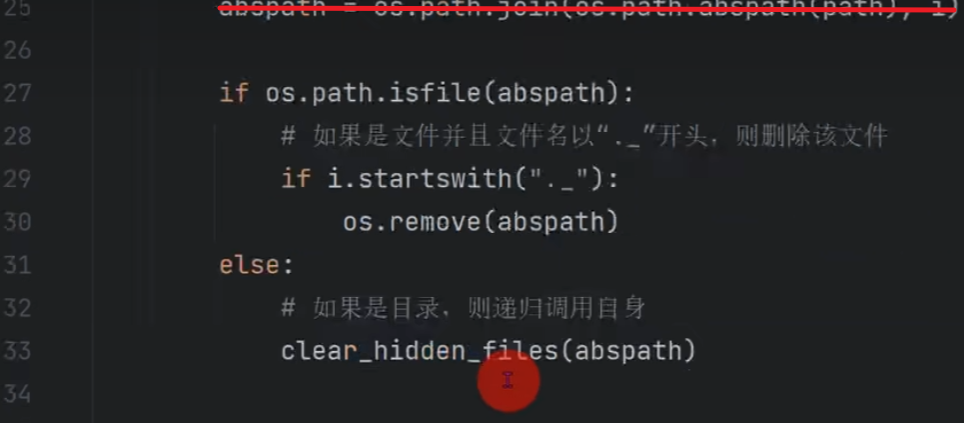 25 abspath = os.path.join(os.path.abspath(path), i)
26
27 if os.path.isfile(abspath):
28 # 如果是文件并且文件名以“._”开头，则删除该文件
29 if i.startswith("._"):
30 os.remove(abspath)
31 else:
32 # 如果是目录，则递归调用自身
33 clear_hidden_files(abspath)
34